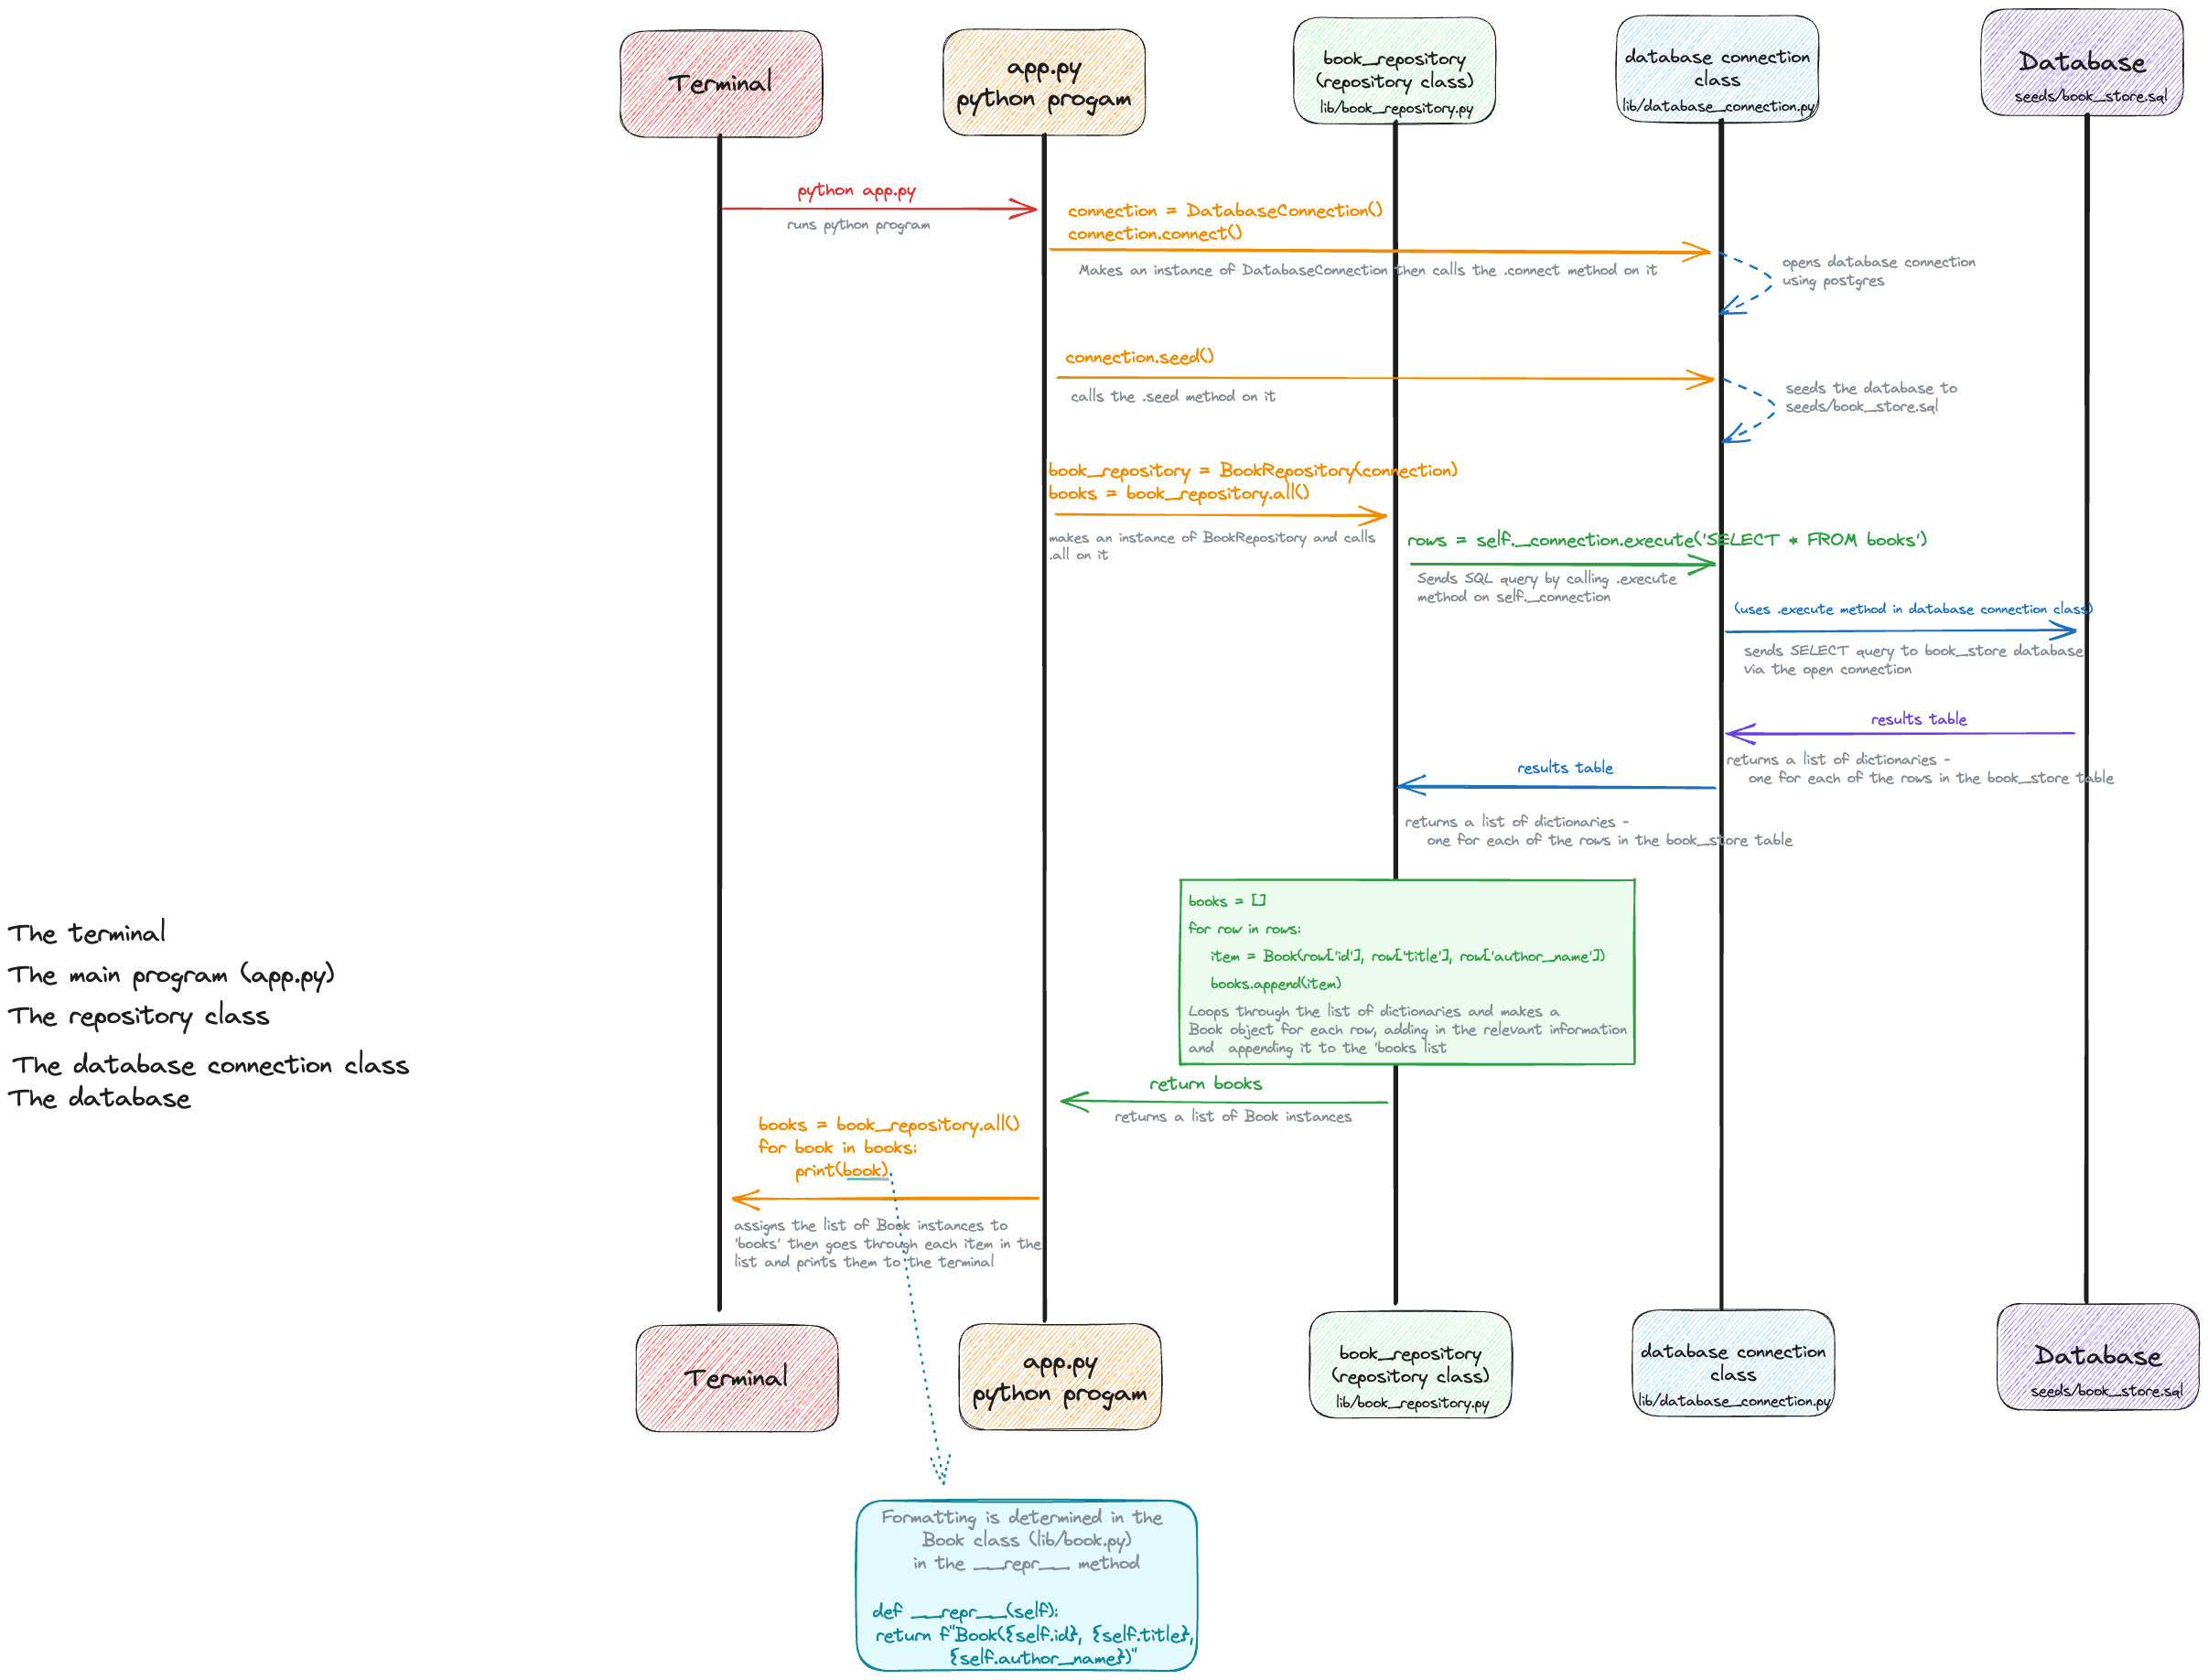 Terminal
app.py
python progam
book_repository
(repository class)
lib/book_repository.py
database connection
class
lib/database_connection.py
Database
seeds/book_store.sql
python app.py
runs python program
connection = DatabaseConnection()
connection.connect()
Makes an instance of DatabaseConnection then calls the .connect method on it
opens database connection
using postgres
connection.seed()
calls the .seed method on it
seeds the database to
seeds/book_store.sql
book_repository = BookRepository(connection)
books = book_repository.all()
makes an instance of BookRepository and calls
.all on it
rows = self._connection.execute('SELECT * FROM books')
Sends SQL query by calling .execute
method on self._connection
(uses .execute method in database connection class)
sends SELECT query to book_store database
via the open connection
results table
returns a list of dictionaries -
one for each of the rows in the book_store table
results table
returns a list of dictionaries -
one for each of the rows in the book_store table
books = []
for row in rows:
item = Book(row['id'], row['title'], row['author_name'])
books.append(item)
Loops through the list of dictionaries and makes a
Book object for each row, adding in the relevant information
and appending it to the 'books list
The terminal
The main program (app.py)
The repository class
The database connection class
The database
return books
returns a list of Book instances
books = book_repository.all()
for book in books:
print(book)
assigns the list of Book instances to
'books' then goes through each item in the
list and prints them to the terminal
Terminal
app.py
python progam
book_repository
(repository class)
lib/book_repository.py
database connection
class
lib/database_connection.py
Database
seeds/book_store.sql
Formatting is determined in the
Book class (lib/book.py)
in the __repr__ method
def __repr__(self):
return f"Book({self.id}, {self.title},
{self.author_name})"